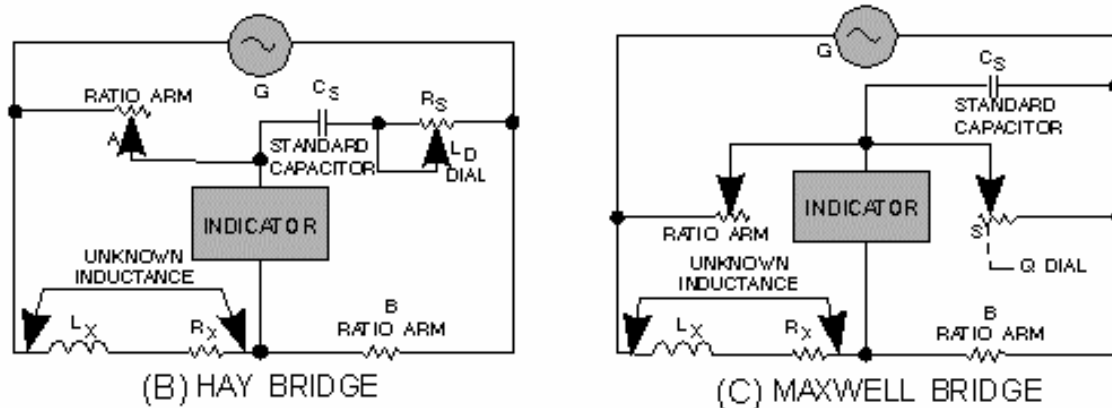 G
C S
R S
RATIO ARM
A
STANDARD
CAPACITOR
L D
DIAL
INDICATOR
UNKNOWN
INDUCTANCE
L X
R X
B
RATIO ARM
(B) HAY BRIDGE
G
C S
STANDARD
CAPACITOR
INDICATOR
RATIO ARM
S
Q DIAL
UNKNOWN
INDUCTANCE
L X
R X
B
RATIO ARM
(C) MAXWELL BRIDGE